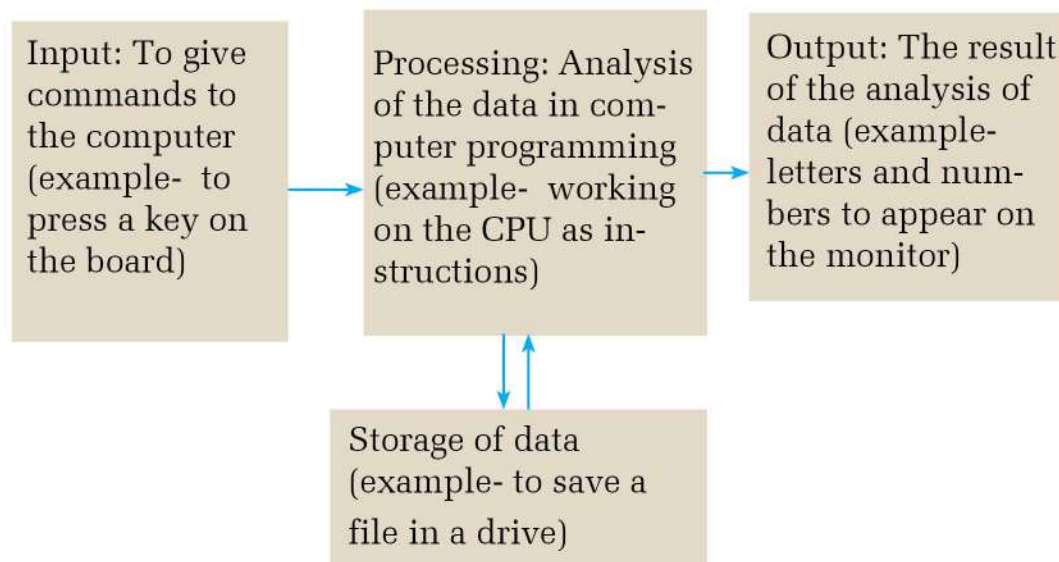 Input: To give
commands to
the computer
(example-  to
press a key on
the board)
Processing: Analysis
of the data in com-
puter programming
(example-  working
on the CPU as in-
structions)
Output: The result
of the analysis of
data (example-
letters and num-
bers to appear on
the monitor)
Storage of data
(example- to save a
file in a drive)